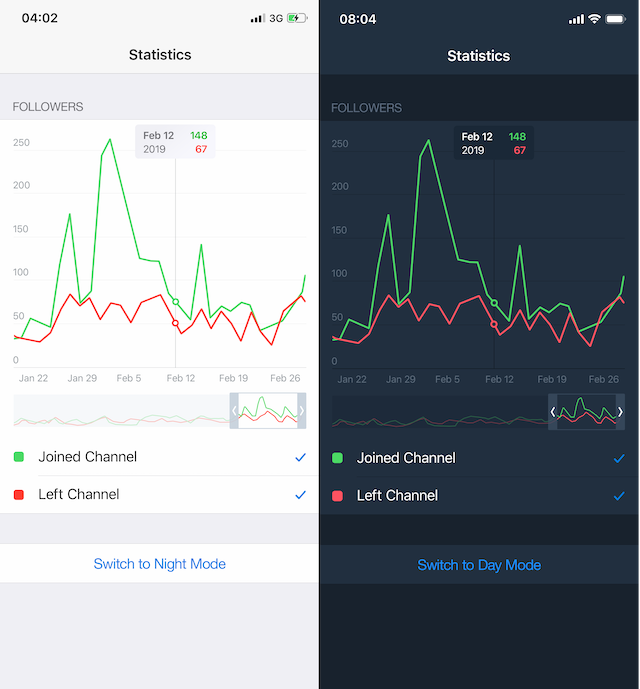 04:02
3G
Statistics
FOLLOWERS
Feb 12 148
2019 67
250
200
150
100
50
0
Jan 22 Jan 29 Feb 5 Feb 12 Feb 19 Feb 26
Joined Channel
Left Channel
Switch to Night Mode
08:04
Statistics
FOLLOWERS
Feb 12 148
2019 67
250
200
150
100
50
0
Jan 22 Jan 29 Feb 5 Feb 12 Feb 19 Feb 26
Joined Channel
Left Channel
Switch to Day Mode